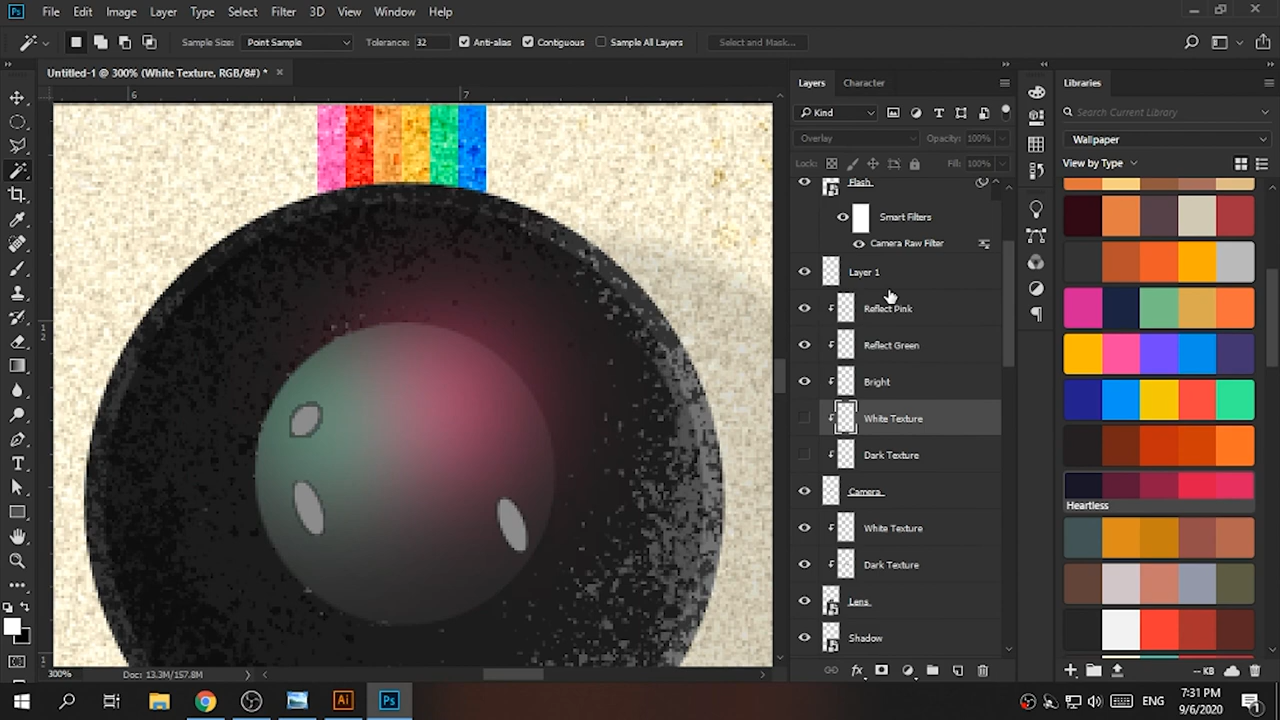 Ps File Edit Image Layer Type Select Filter 3D View Window Help
Sample Size: Point Sample Tolerance: 32 Anti-alias Contiguous Sample All Layers Select and Mask...
Untitled-1 @ 300% (White Texture, RGB/8#) * ×
Layers Character
Libraries
6 7
Kind
Search Current Library
Overlay Opacity: 100%
Wallpaper
Lock: Fill: 100%
View by Type
Flash
Smart Filters
Camera Raw Filter
Layer 1
Reflect Pink
Reflect Green
Bright
White Texture
Dark Texture
Camera
Heartless
White Texture
Dark Texture
Lens
Shadow
300% Doc: 13.3M/157.8M
-- KB
Ai Ps
ENG
7:31 PM
9/6/2020